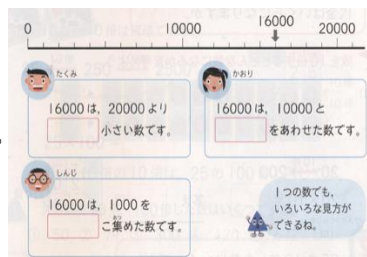 0 10000 16000 20000
たくみ
16000は，20000より
小さい数です。
かおり
16000は，10000と
をあわせた数です。
しんじ
16000は，1000を
こ集めた数です。
あつ
1つの数でも，
いろいろな見方が
できるね。